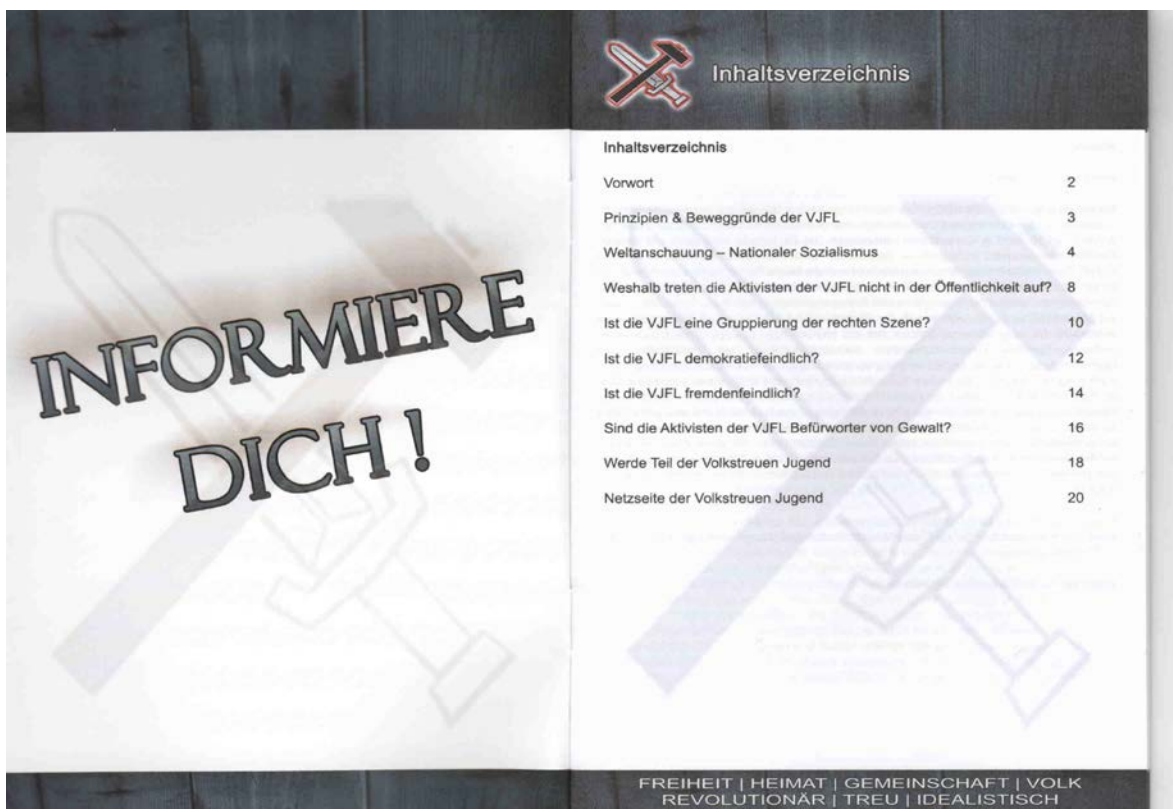 INFORMIERE
DICH !
Inhaltsverzeichnis
Inhaltsverzeichnis
Vorwort 2
Prinzipien & Beweggründe der VJFL 3
Weltanschauung – Nationaler Sozialismus 4
Weshalb treten die Aktivisten der VJFL nicht in der Öffentlichkeit auf? 8
Ist die VJFL eine Gruppierung der rechten Szene? 10
Ist die VJFL demokratiefeindlich? 12
Ist die VJFL fremdenfeindlich? 14
Sind die Aktivisten der VJFL Befürworter von Gewalt? 16
Werde Teil der Volkstreuen Jugend 18
Netzseite der Volkstreuen Jugend 20
FREIHEIT | HEIMAT | GEMEINSCHAFT | VOLK
REVOLUTIONÄR | TREU | IDEALISTISCH